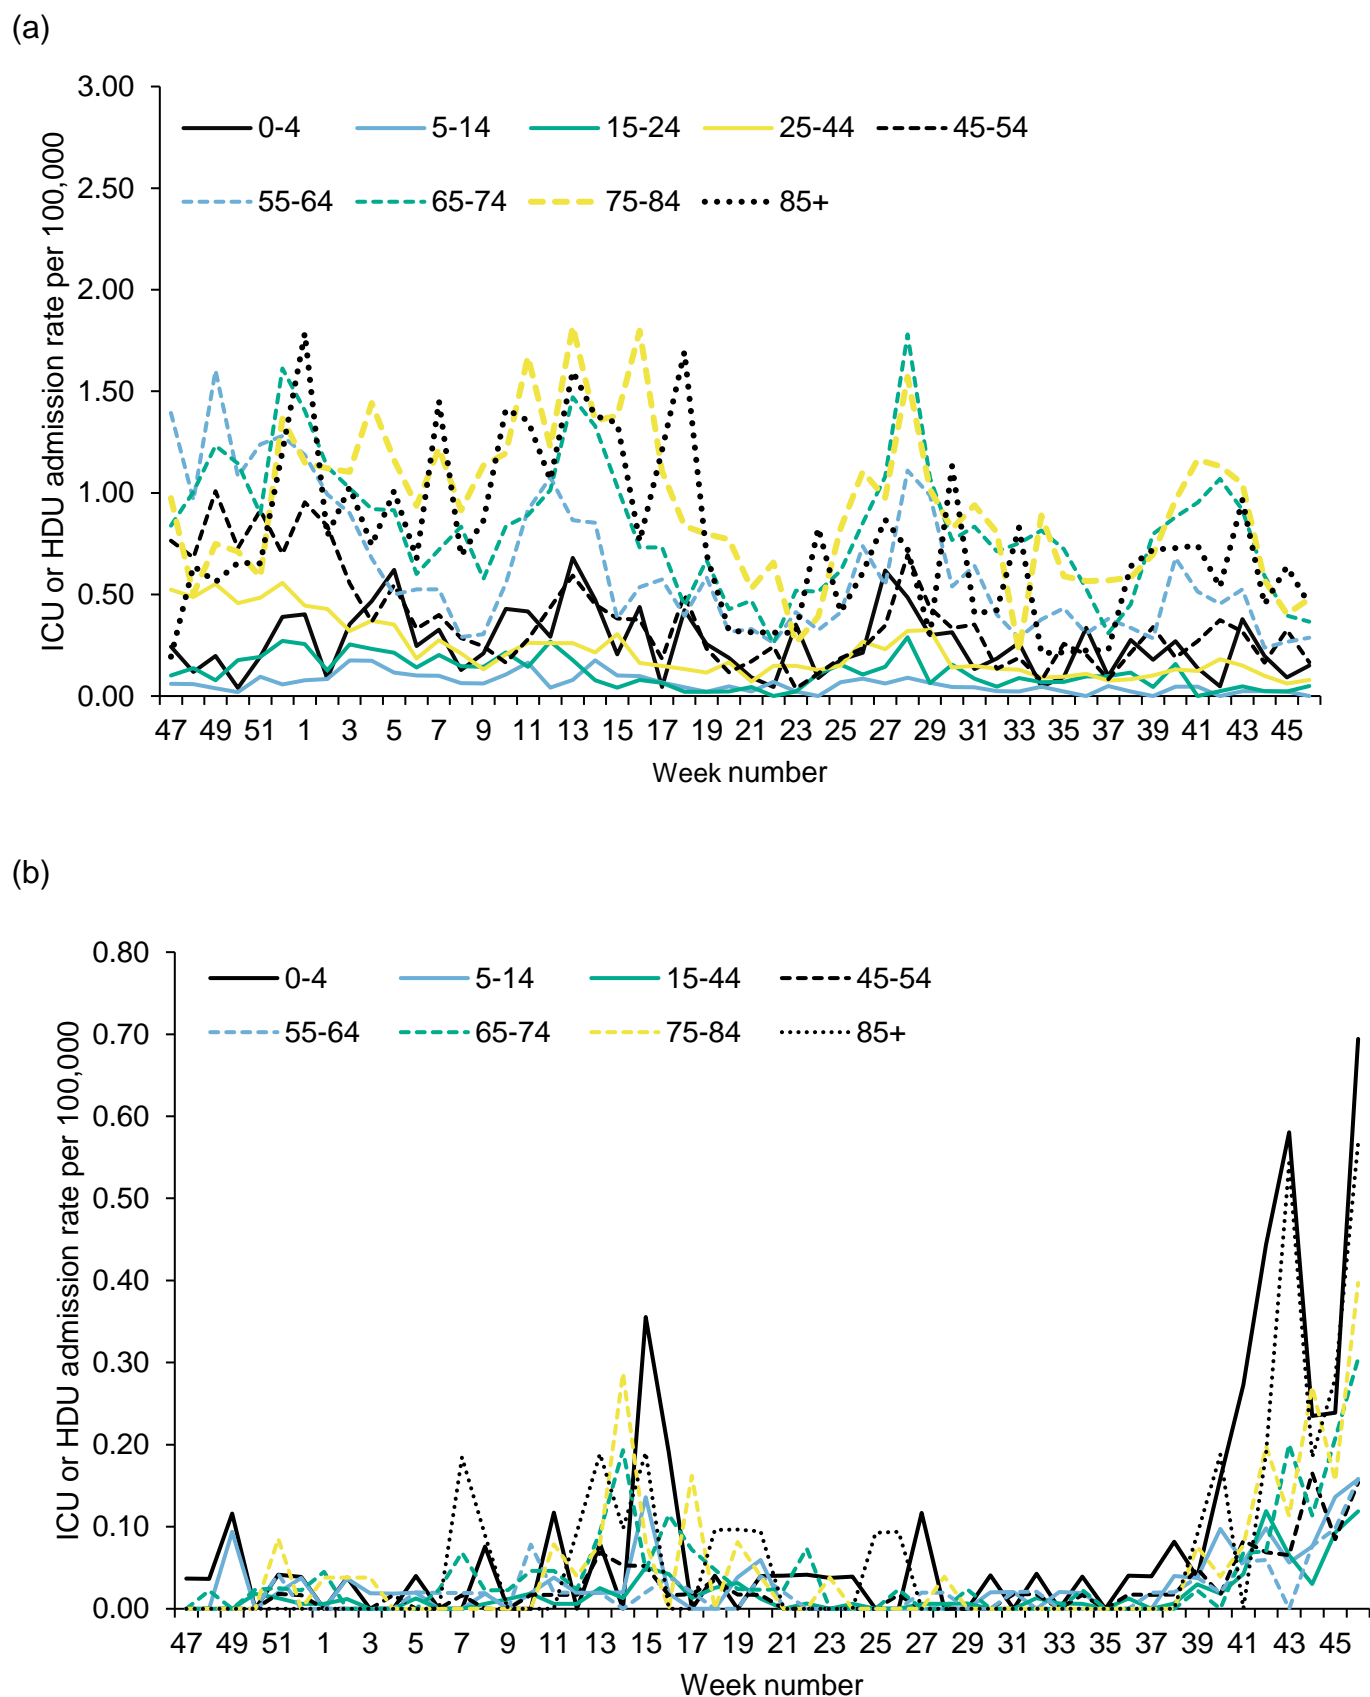 (a)
ICU or HDU admission rate per 100,000
3.00
2.50
2.00
1.50
1.00
0.50
0.00
0-4 5-14 15-24 25-44 45-54
55-64 65-74 75-84 85+
47 49 51 1 3 5 7 9 11 13 15 17 19 21 23 25 27 29 31 33 35 37 39 41 43 45
Week number
(b)
ICU or HDU admission rate per 100,000
0.80
0.70
0.60
0.50
0.40
0.30
0.20
0.10
0.00
0-4 5-14 15-44 45-54
55-64 65-74 75-84 85+
47 49 51 1 3 5 7 9 11 13 15 17 19 21 23 25 27 29 31 33 35 37 39 41 43 45
Week number